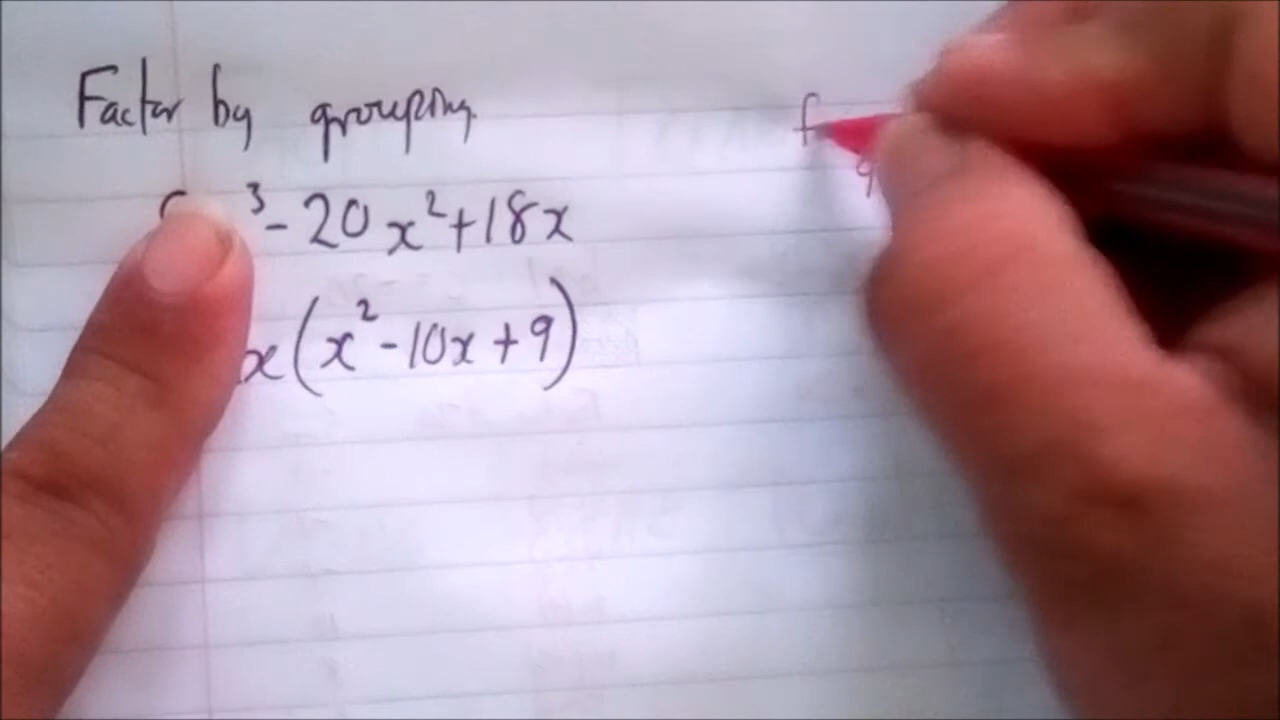 Factor by grouping
³ - 20x² + 18x
x(x² - 10x + 9)